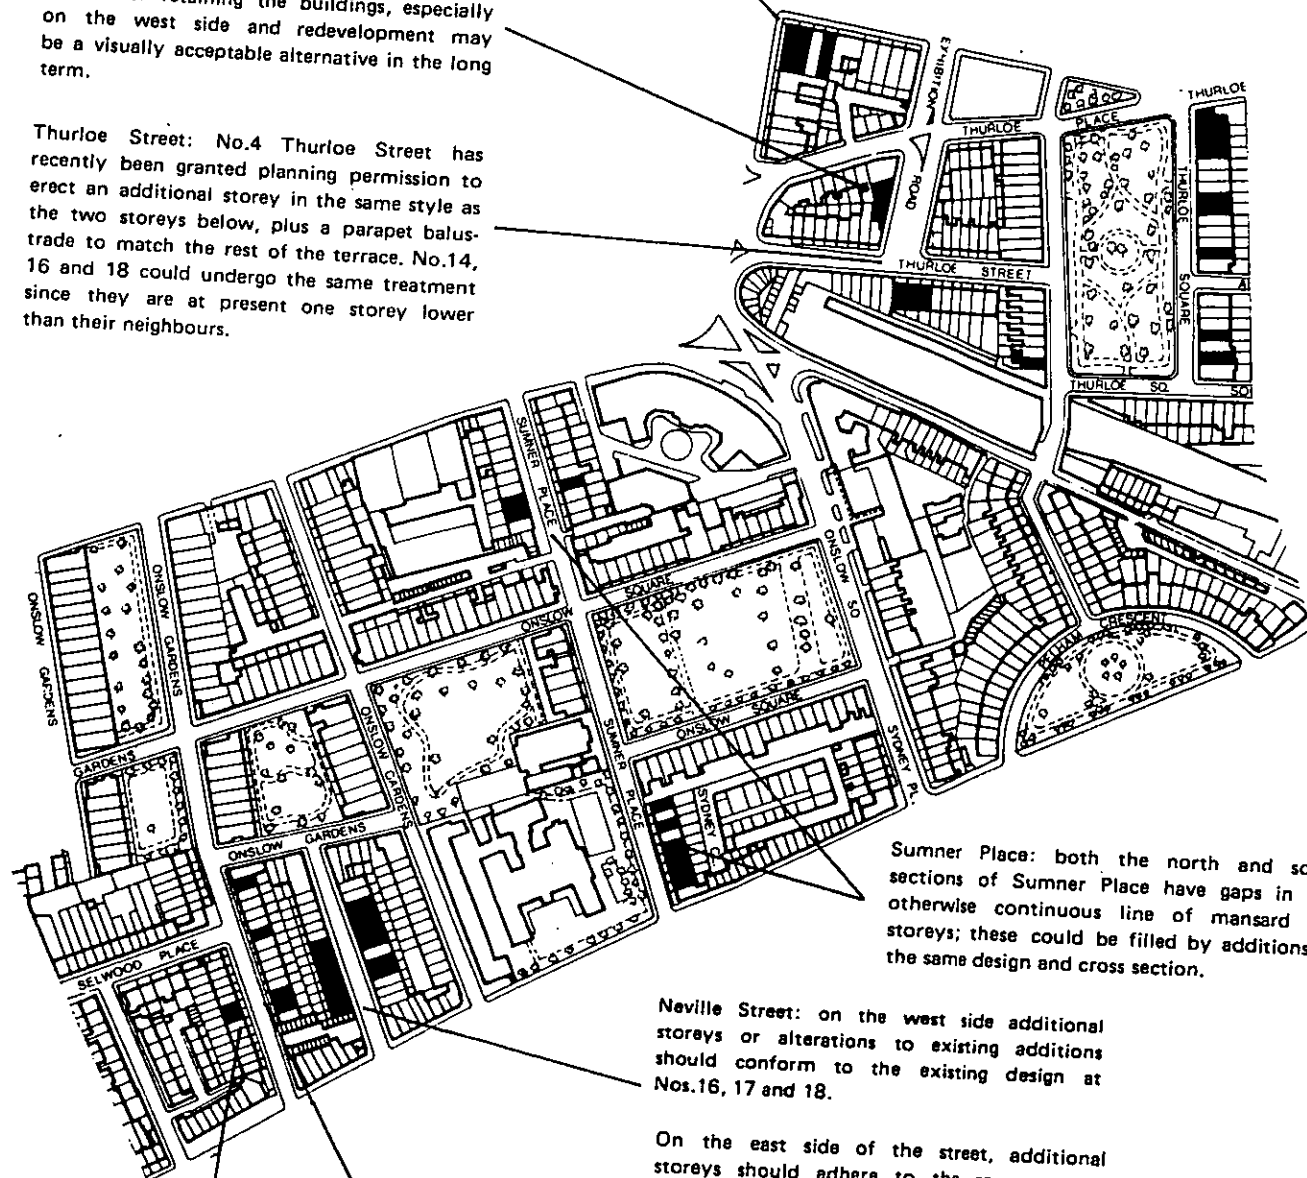 retaining the buildings, especially
on the west side and redevelopment may
be a visually acceptable alternative in the long
term.
Thurloe Street: No.4 Thurloe Street has
recently been granted planning permission to
erect an additional storey in the same style as
the two storeys below, plus a parapet balus-
trade to match the rest of the terrace. No.14,
16 and 18 could undergo the same treatment
since they are at present one storey lower
than their neighbours.
EXHIBITION
ROAD
THURLOE
PLACE
THURLOE
THURLOE
SQUARE
THURLOE STREET
THURLOE SQ
SUMNER
PLACE
ONSLOW
SQUARE
ONSLOW
SQ
PELHAM
CRESCENT
ONSLOW
GARDENS
ONSLOW
GARDENS
GARDENS
ONSLOW
GARDENS
ONSLOW SQUARE
SUMNER
PLACE
SYDNEY
SYDNEY PL.
ONSLOW GARDENS
SELWOOD PLACE
Sumner Place: both the north and
sections of Sumner Place have gaps in
otherwise continuous line of mansard
storeys; these could be filled by additions
the same design and cross section.
Neville Street: on the west side additional
storeys or alterations to existing additions
should conform to the existing design at
Nos.16, 17 and 18.
On the east side of the street, additional
storeys should adhere to the